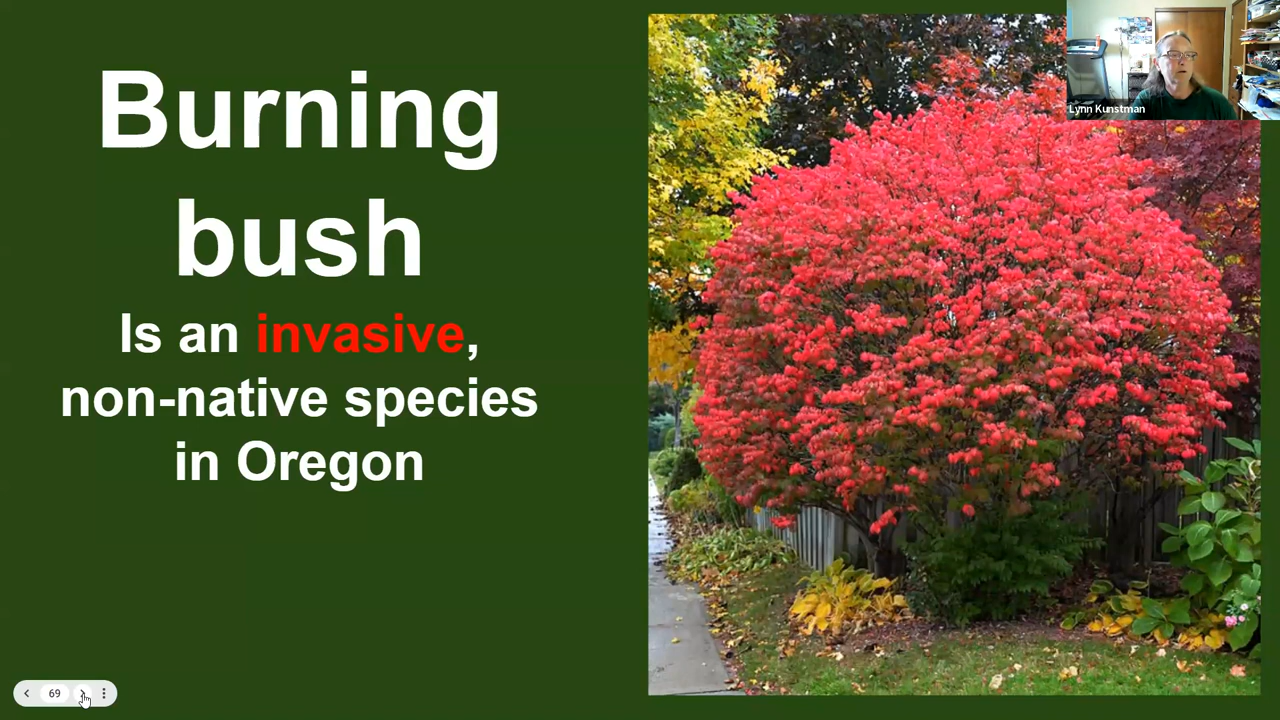 Burning
bush
Is an invasive,
non-native species
in Oregon
Lynn Kunstman
69